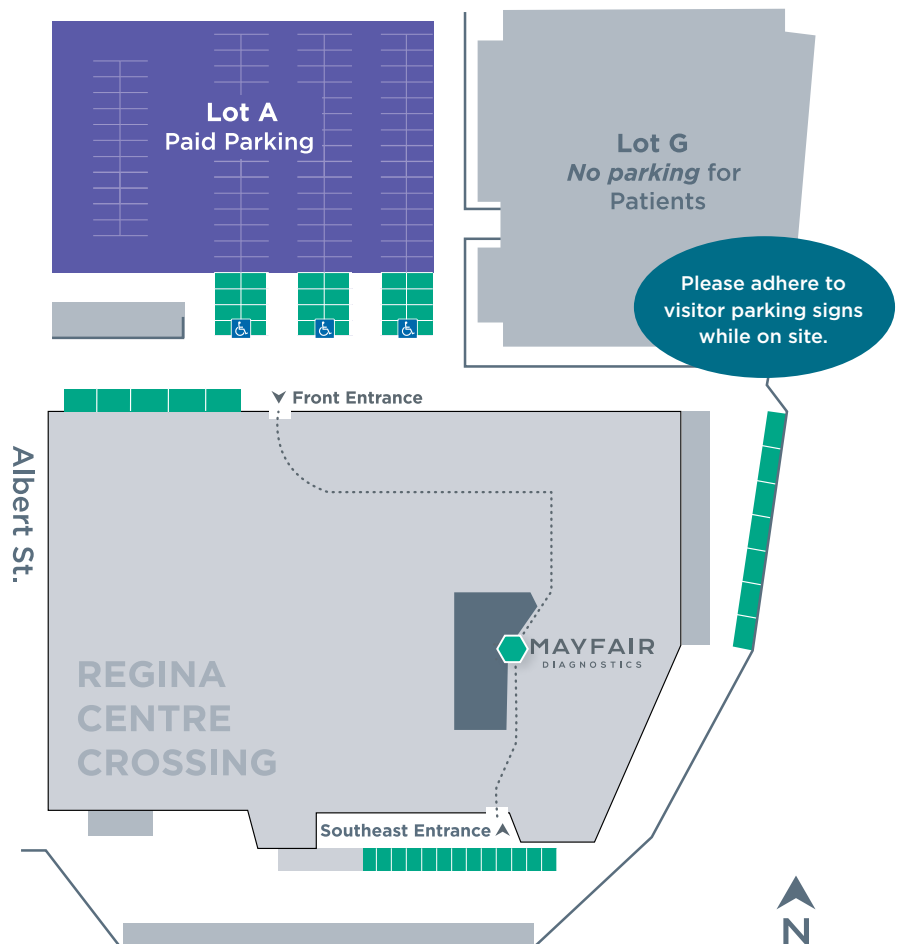 Lot A
Paid Parking
Lot G
No parking for
Patients
Please adhere to
visitor parking signs
while on site.
Front Entrance
Albert St.
MAYFAIR
DIAGNOSTICS
REGINA
CENTRE
CROSSING
Southeast Entrance
N